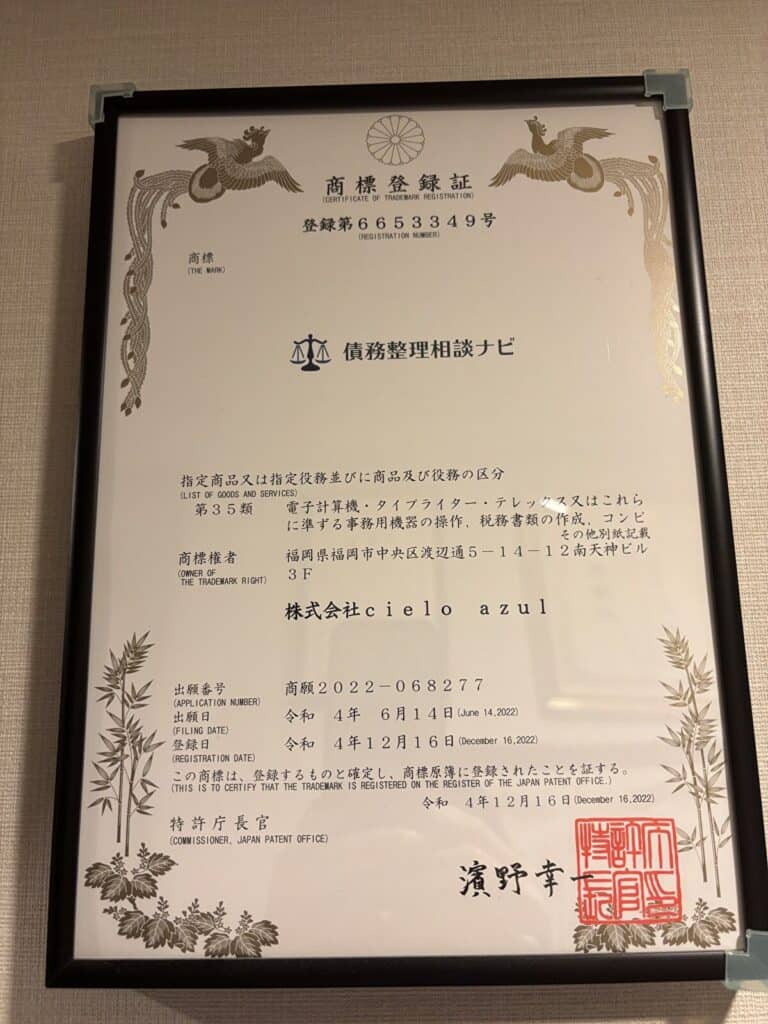 商標登録証
(CERTIFICATE OF TRADEMARK REGISTRATION)
登録第６６５３３４９号
(REGISTRATION NUMBER)
商標
(THE MARK)
債務整理相談ナビ
指定商品又は指定役務並びに商品及び役務の区分
(LIST OF GOODS AND SERVICES)
第３５類 電子計算機・タイプライター・テレックス又はこれら
に準ずる事務用機器の操作，税務書類の作成，コンピ
その他別紙記載
商標権者 福岡県福岡市中央区渡辺通５－１４－１２南天神ビル
(OWNER OF THE TRADEMARK RIGHT) ３Ｆ
株式会社ｃｉｅｌｏ ａｚｕｌ
出願番号 商願２０２２－０６８２７７
(APPLICATION NUMBER)
出願日 令和 ４年 ６月１４日(June 14,2022)
(FILING DATE)
登録日 令和 ４年１２月１６日(December 16,2022)
(REGISTRATION DATE)
この商標は、登録するものと確定し、商標原簿に登録されたことを証する。
(THIS IS TO CERTIFY THAT THE TRADEMARK IS REGISTERED ON THE REGISTER OF THE JAPAN PATENT OFFICE.)
令和 ４年１２月１６日(December 16,2022)
特許庁長官
(COMMISSIONER, JAPAN PATENT OFFICE)
濱野幸一